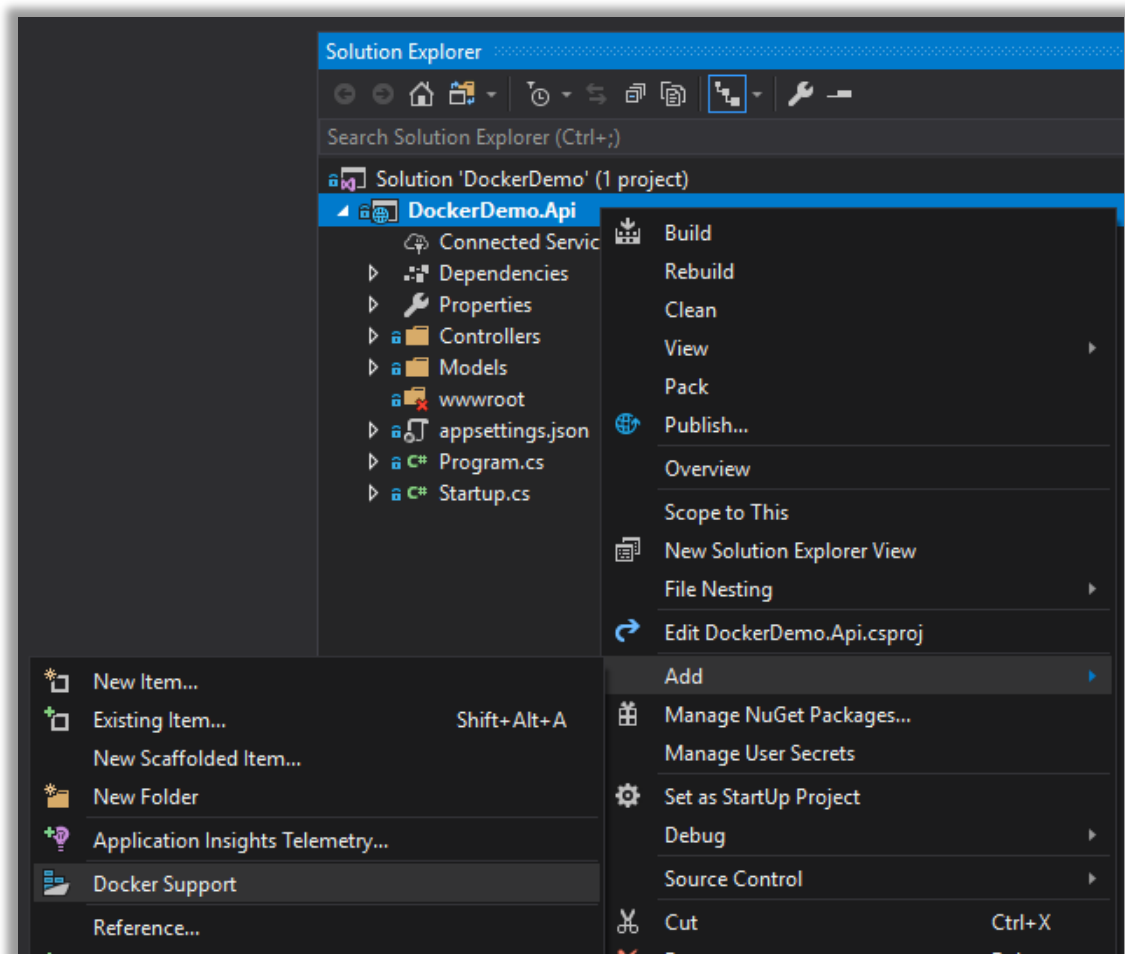 Solution Explorer
Search Solution Explorer (Ctrl+;)
Solution 'DockerDemo' (1 project)
DockerDemo.Api
Connected Servic
Dependencies
Properties
Controllers
Models
wwwroot
appsettings.json
C# Program.cs
C# Startup.cs
Build
Rebuild
Clean
View
Pack
Publish...
Overview
Scope to This
New Solution Explorer View
File Nesting
Edit DockerDemo.Api.csproj
Add
Manage NuGet Packages...
Manage User Secrets
Set as StartUp Project
Debug
Source Control
Cut Ctrl+X
New Item...
Existing Item... Shift+Alt+A
New Scaffolded Item...
New Folder
Application Insights Telemetry...
Docker Support
Reference...